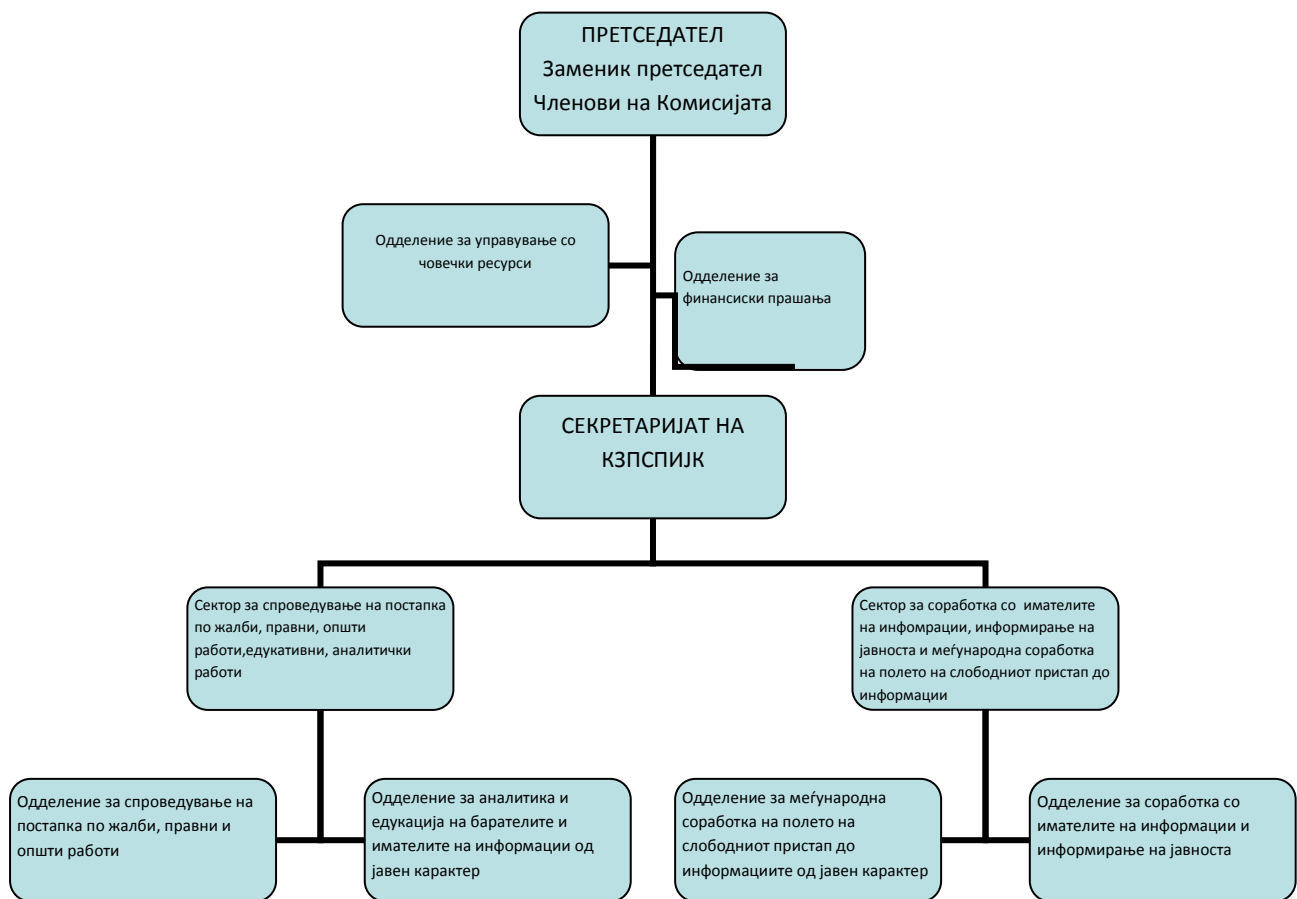 ПРЕТСЕДАТЕЛ
Заменик претседател
Членови на Комисијата
Одделение за управување со
човечки ресурси
Одделение за
финансиски прашања
СЕКРЕТАРИЈАТ НА
КЗПСПИЈК
Сектор за спроведување на постапка
по жалби, правни, општи
работи,едукативни, аналитички
работи
Сектор за соработка со  имателите
на инфомрации, информирање на
јавноста и меѓународна соработка
на полето на слободниот пристап до
информации
Одделение за спроведување на
постапка по жалби, правни и
општи работи
Одделение за аналитика и
едукација на барателите и
имателите на информации од
јавен карактер
Одделение за меѓународна
соработка на полето на
слободниот пристап до
информациите од јавен карактер
Одделение за соработка со
имателите на информации и
информирање на јавноста